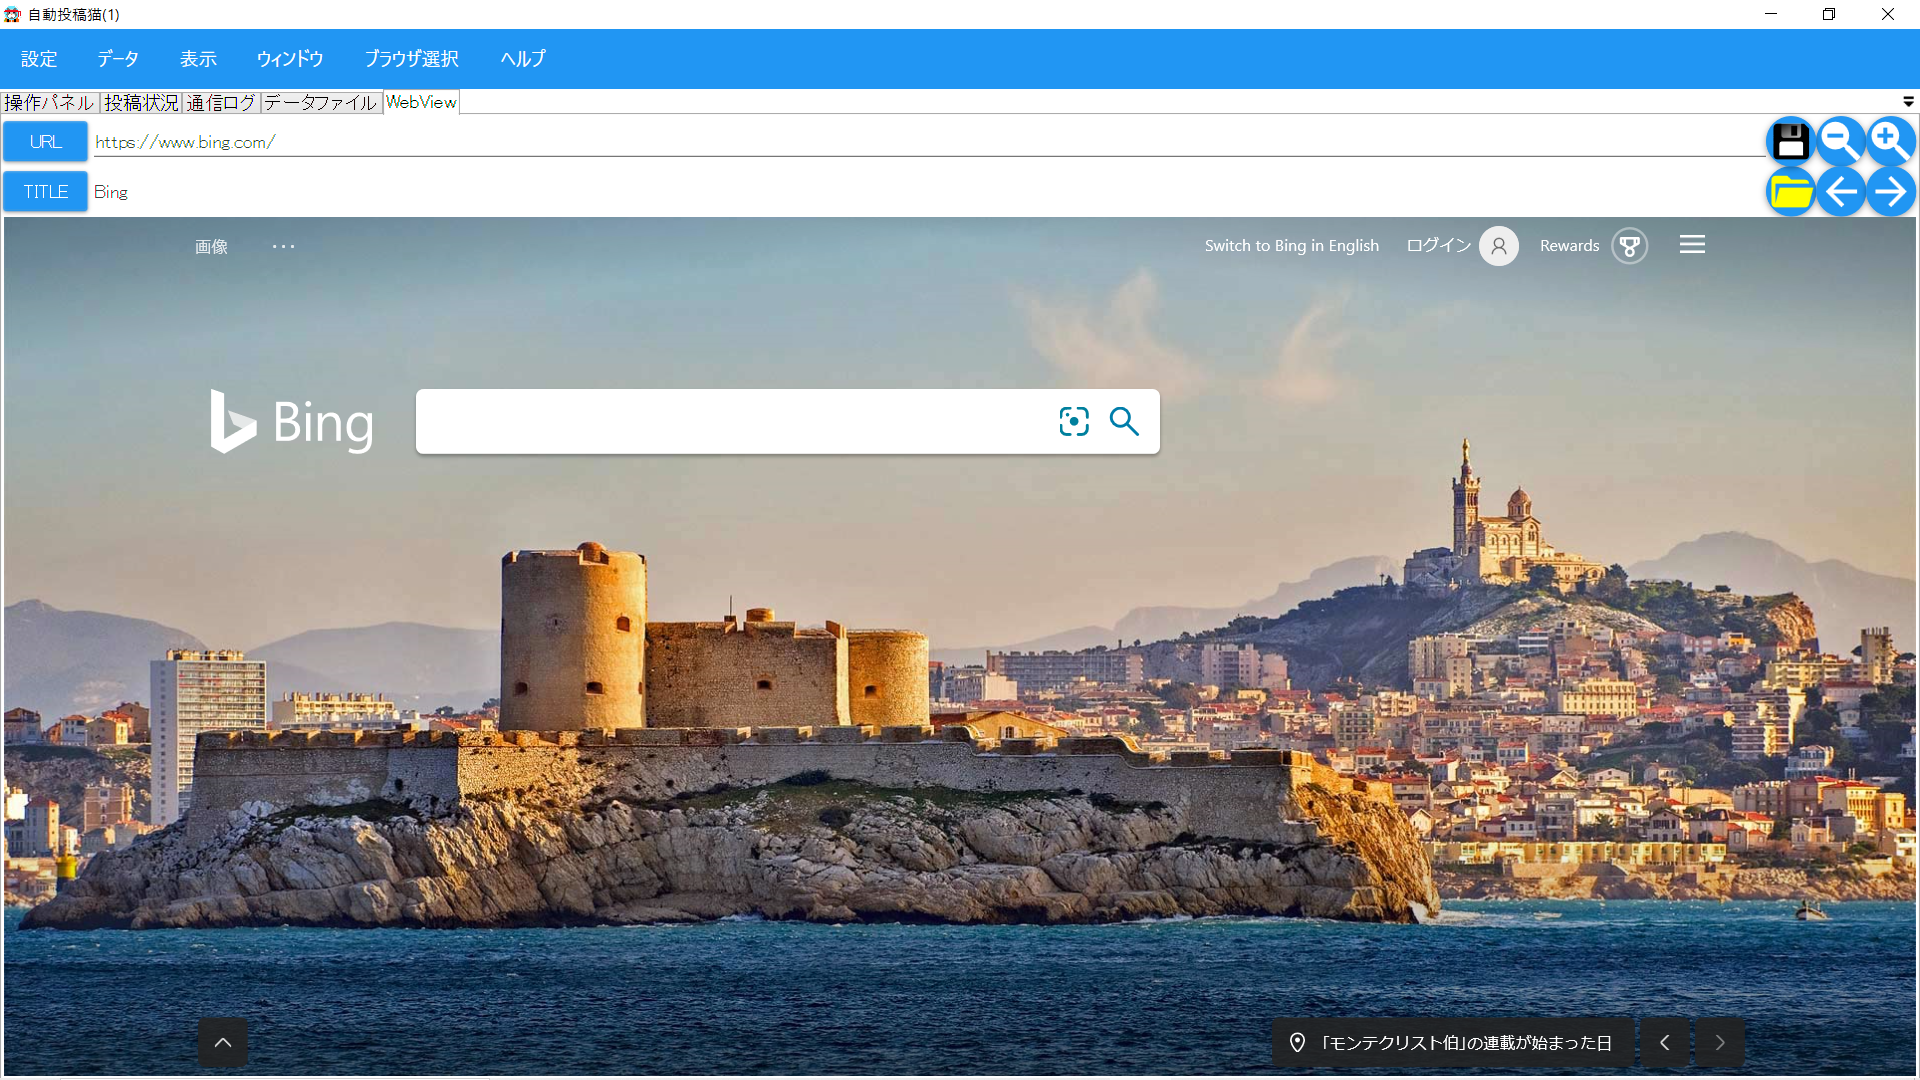 自動投稿猫(1)
設定 データ 表示 ウィンドウ ブラウザ選択 ヘルプ
操作パネル 投稿状況 通信ログ データファイル WebView
URL https://www.bing.com/
TITLE Bing
画像 ... Switch to Bing in English ログイン Rewards
Bing
「モンテクリスト伯」の連載が始まった日